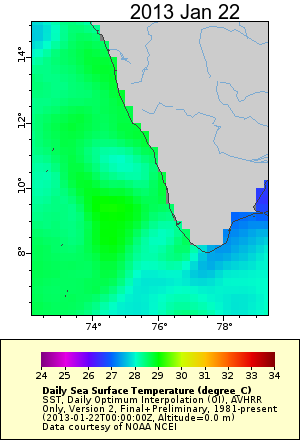 2013 Jan 22
14°
12°
10°
8°
74° 76° 78°
24 25 26 27 28 29 30 31 32 33 34
Daily Sea Surface Temperature (degree_C)
SST, Daily Optimum Interpolation (OI), AVHRR
Only, Version 2, Final+Preliminary, 1981-present
(2013-01-22T00:00:00Z, Altitude=0.0 m)
Data courtesy of NOAA NCEI